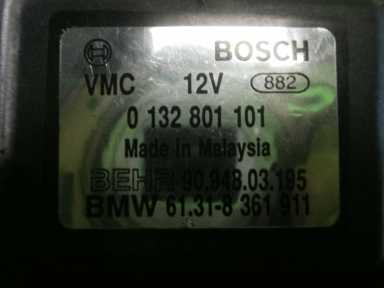 BOSCH
VMC 12V 882
0 132 801 101
Made in Malaysia
BEHR 90.948.03.195
BMW 61.31-8 361 911